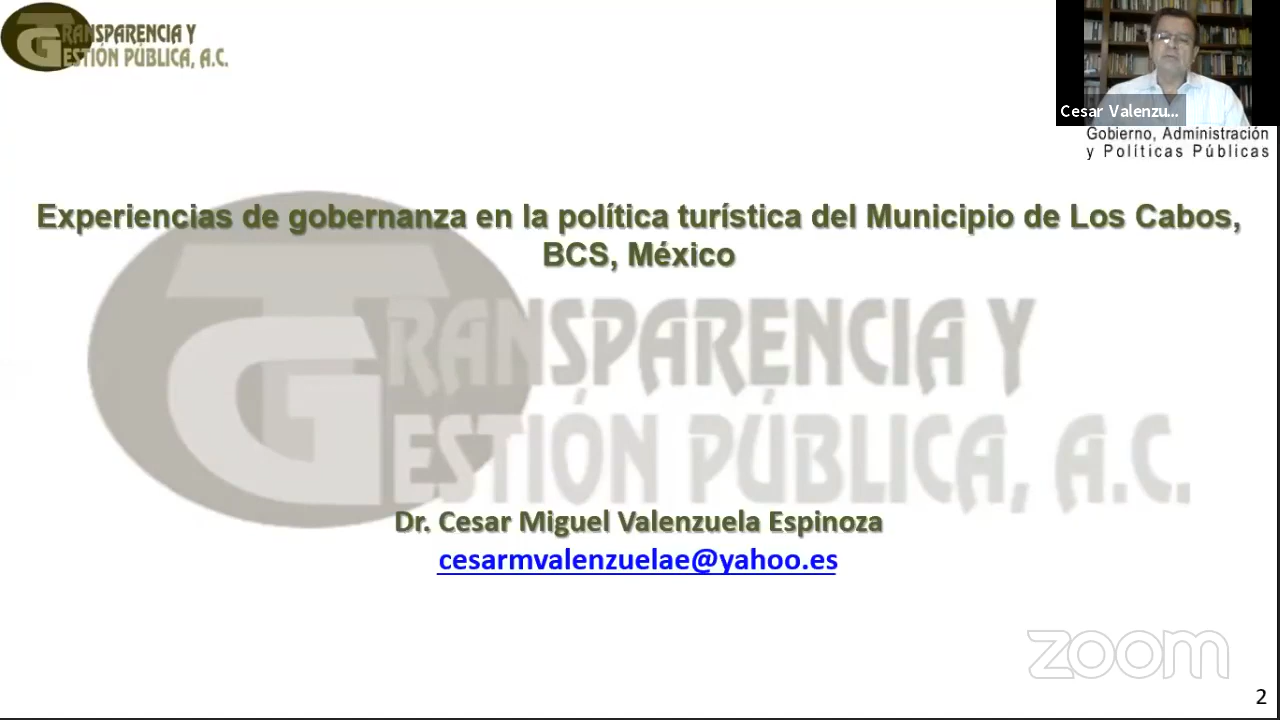 TRANSPARENCIA Y
GESTIÓN PÚBLICA, A.C.
Cesar Valenzu...
Gobierno, Administración
y Políticas Públicas
Experiencias de gobernanza en la política turística del Municipio de Los Cabos,
BCS, México
TRANSPARENCIA Y
GESTIÓN PÚBLICA, A.C.
Dr. Cesar Miguel Valenzuela Espinoza
cesarmvalenzuelae@yahoo.es
zoom
2